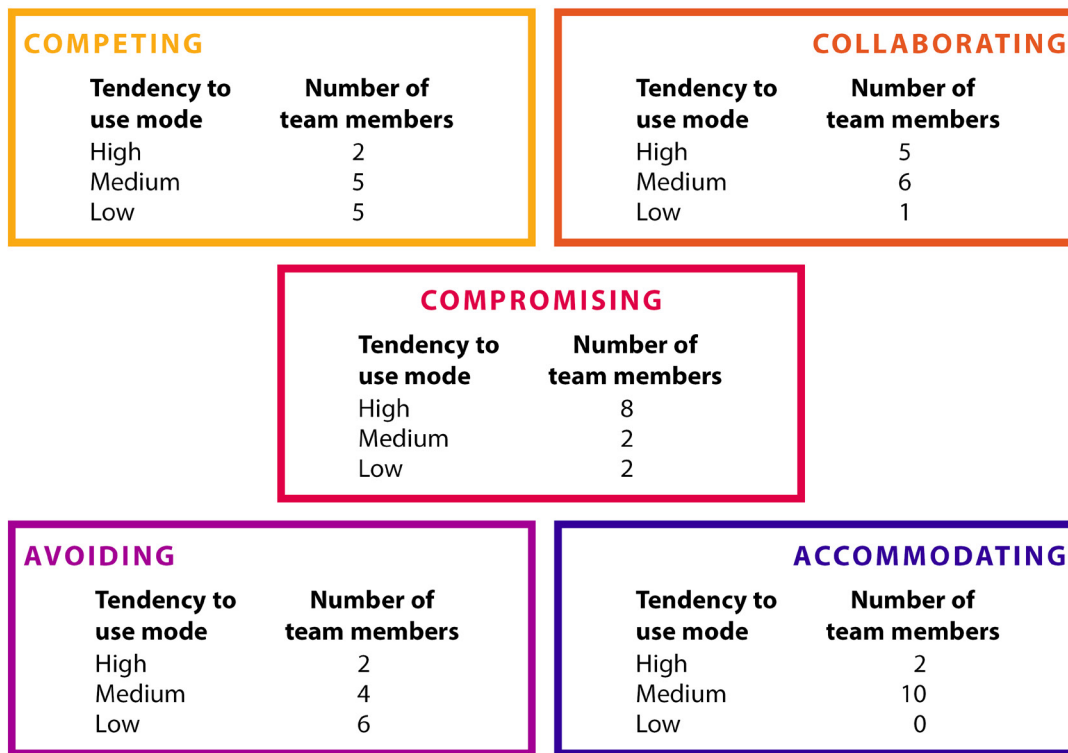 COMPETING
Tendency to use mode Number of team members
High 2
Medium 5
Low 5
COLLABORATING
Tendency to use mode Number of team members
High 5
Medium 6
Low 1
COMPROMISING
Tendency to use mode Number of team members
High 8
Medium 2
Low 2
AVOIDING
Tendency to use mode Number of team members
High 2
Medium 4
Low 6
ACCOMMODATING
Tendency to use mode Number of team members
High 2
Medium 10
Low 0